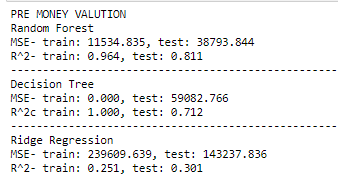 PRE MONEY VALUTION
Random Forest
MSE- train: 11534.835, test: 38793.844
R^2- train: 0.964, test: 0.811
--------------------------------------------------
Decision Tree
MSE- train: 0.000, test: 59082.766
R^2c train: 1.000, test: 0.712
--------------------------------------------------
Ridge Regression
MSE- train: 239609.639, test: 143237.836
R^2- train: 0.251, test: 0.301